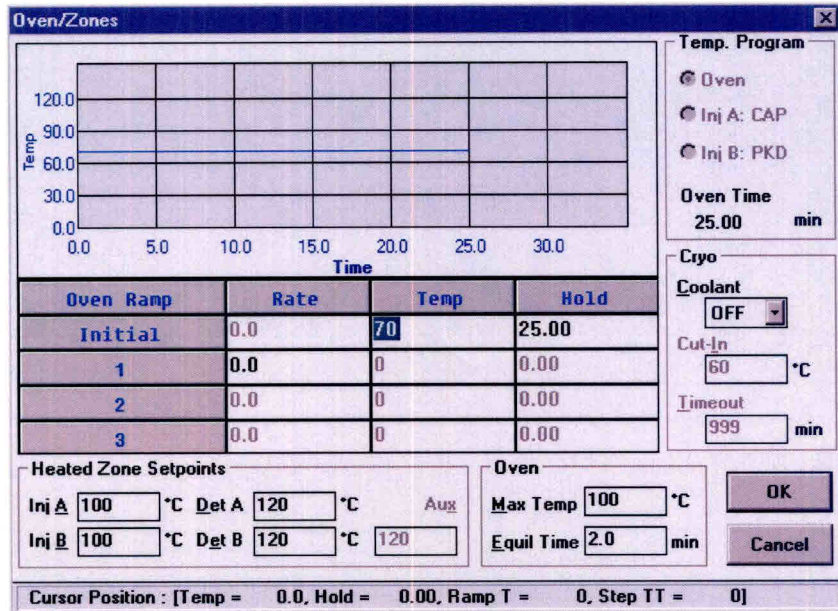 Oven/Zones
Temp. Program
Oven
Inj A: CAP
Inj B: PKD
Oven Time
25.00 min
Temp
120.0
90.0
60.0
30.0
0.0
0.0 5.0 10.0 15.0 20.0 25.0 30.0
Time
Oven Ramp Rate Temp Hold
Initial 0.0 70 25.00
1 0.0 0 0.00
2 0.0 0 0.00
3 0.0 0 0.00
Cryo
Coolant
OFF
Cut-In
60 °C
Timeout
999 min
Heated Zone Setpoints
Inj A 100 °C Det A 120 °C Aux
Inj B 100 °C Det B 120 °C 120
Oven
Max Temp 100 °C
Equil Time 2.0 min
OK
Cancel
Cursor Position : [Temp = 0.0, Hold = 0.00, Ramp T = 0, Step TT = 0]